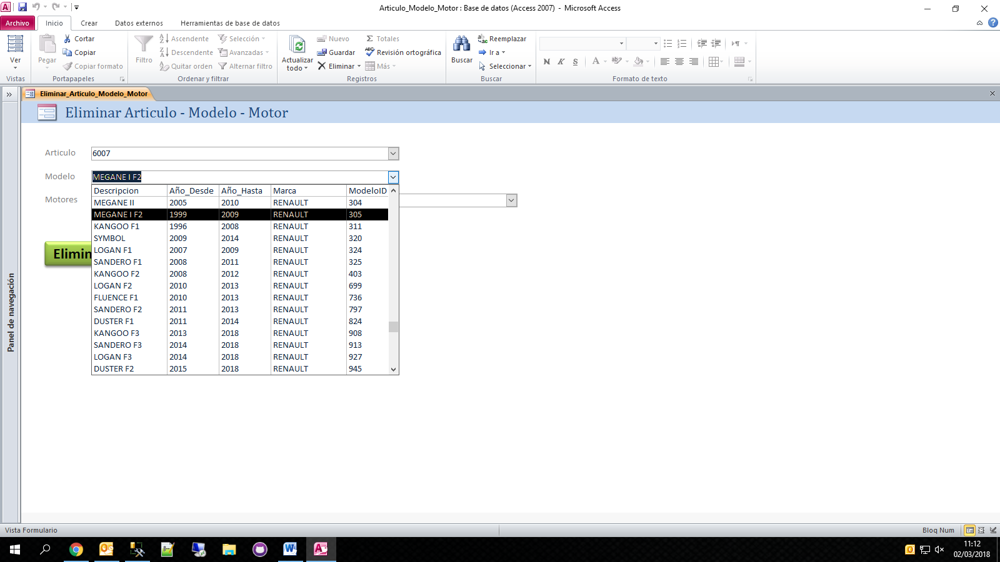 Articulo_Modelo_Motor : Base de datos (Access 2007) - Microsoft Access
Archivo Inicio Crear Datos externos Herramientas de base de datos
Ver
Vistas
Pegar
Cortar
Copiar
Copiar formato
Portapapeles
Filtro
Ascendente
Descendente
Quitar orden
Selección
Avanzadas
Alternar filtro
Ordenar y filtrar
Actualizar
todo
Nuevo
Guardar
Eliminar
Totales
Revisión ortográfica
Más
Registros
Buscar
Reemplazar
Ir a
Seleccionar
Buscar
N K S A
Formato de texto
Eliminar_Articulo_Modelo_Motor
Eliminar Articulo - Modelo - Motor
Panel de navegación
Articulo 6007
Modelo MEGANE I F2
Motores
Elimin
Descripcion Año_Desde Año_Hasta Marca ModeloID
MEGANE II 2005 2010 RENAULT 304
MEGANE I F2 1999 2009 RENAULT 305
KANGOO F1 1996 2008 RENAULT 311
SYMBOL 2009 2014 RENAULT 320
LOGAN F1 2007 2009 RENAULT 324
SANDERO F1 2008 2011 RENAULT 325
KANGOO F2 2008 2012 RENAULT 403
LOGAN F2 2010 2013 RENAULT 699
FLUENCE F1 2010 2013 RENAULT 736
SANDERO F2 2011 2013 RENAULT 797
DUSTER F1 2011 2014 RENAULT 824
KANGOO F3 2013 2018 RENAULT 908
SANDERO F3 2014 2018 RENAULT 913
LOGAN F3 2014 2018 RENAULT 927
DUSTER F2 2015 2018 RENAULT 945
Vista Formulario
Bloq Num
11:12
02/03/2018